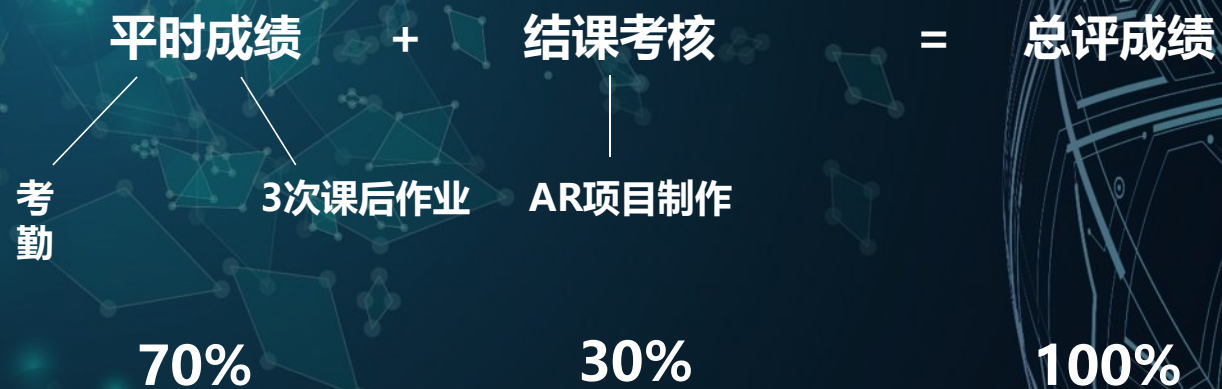 平时成绩 + 结课考核 = 总评成绩
考
勤
3次课后作业
AR项目制作
70% 30% 100%